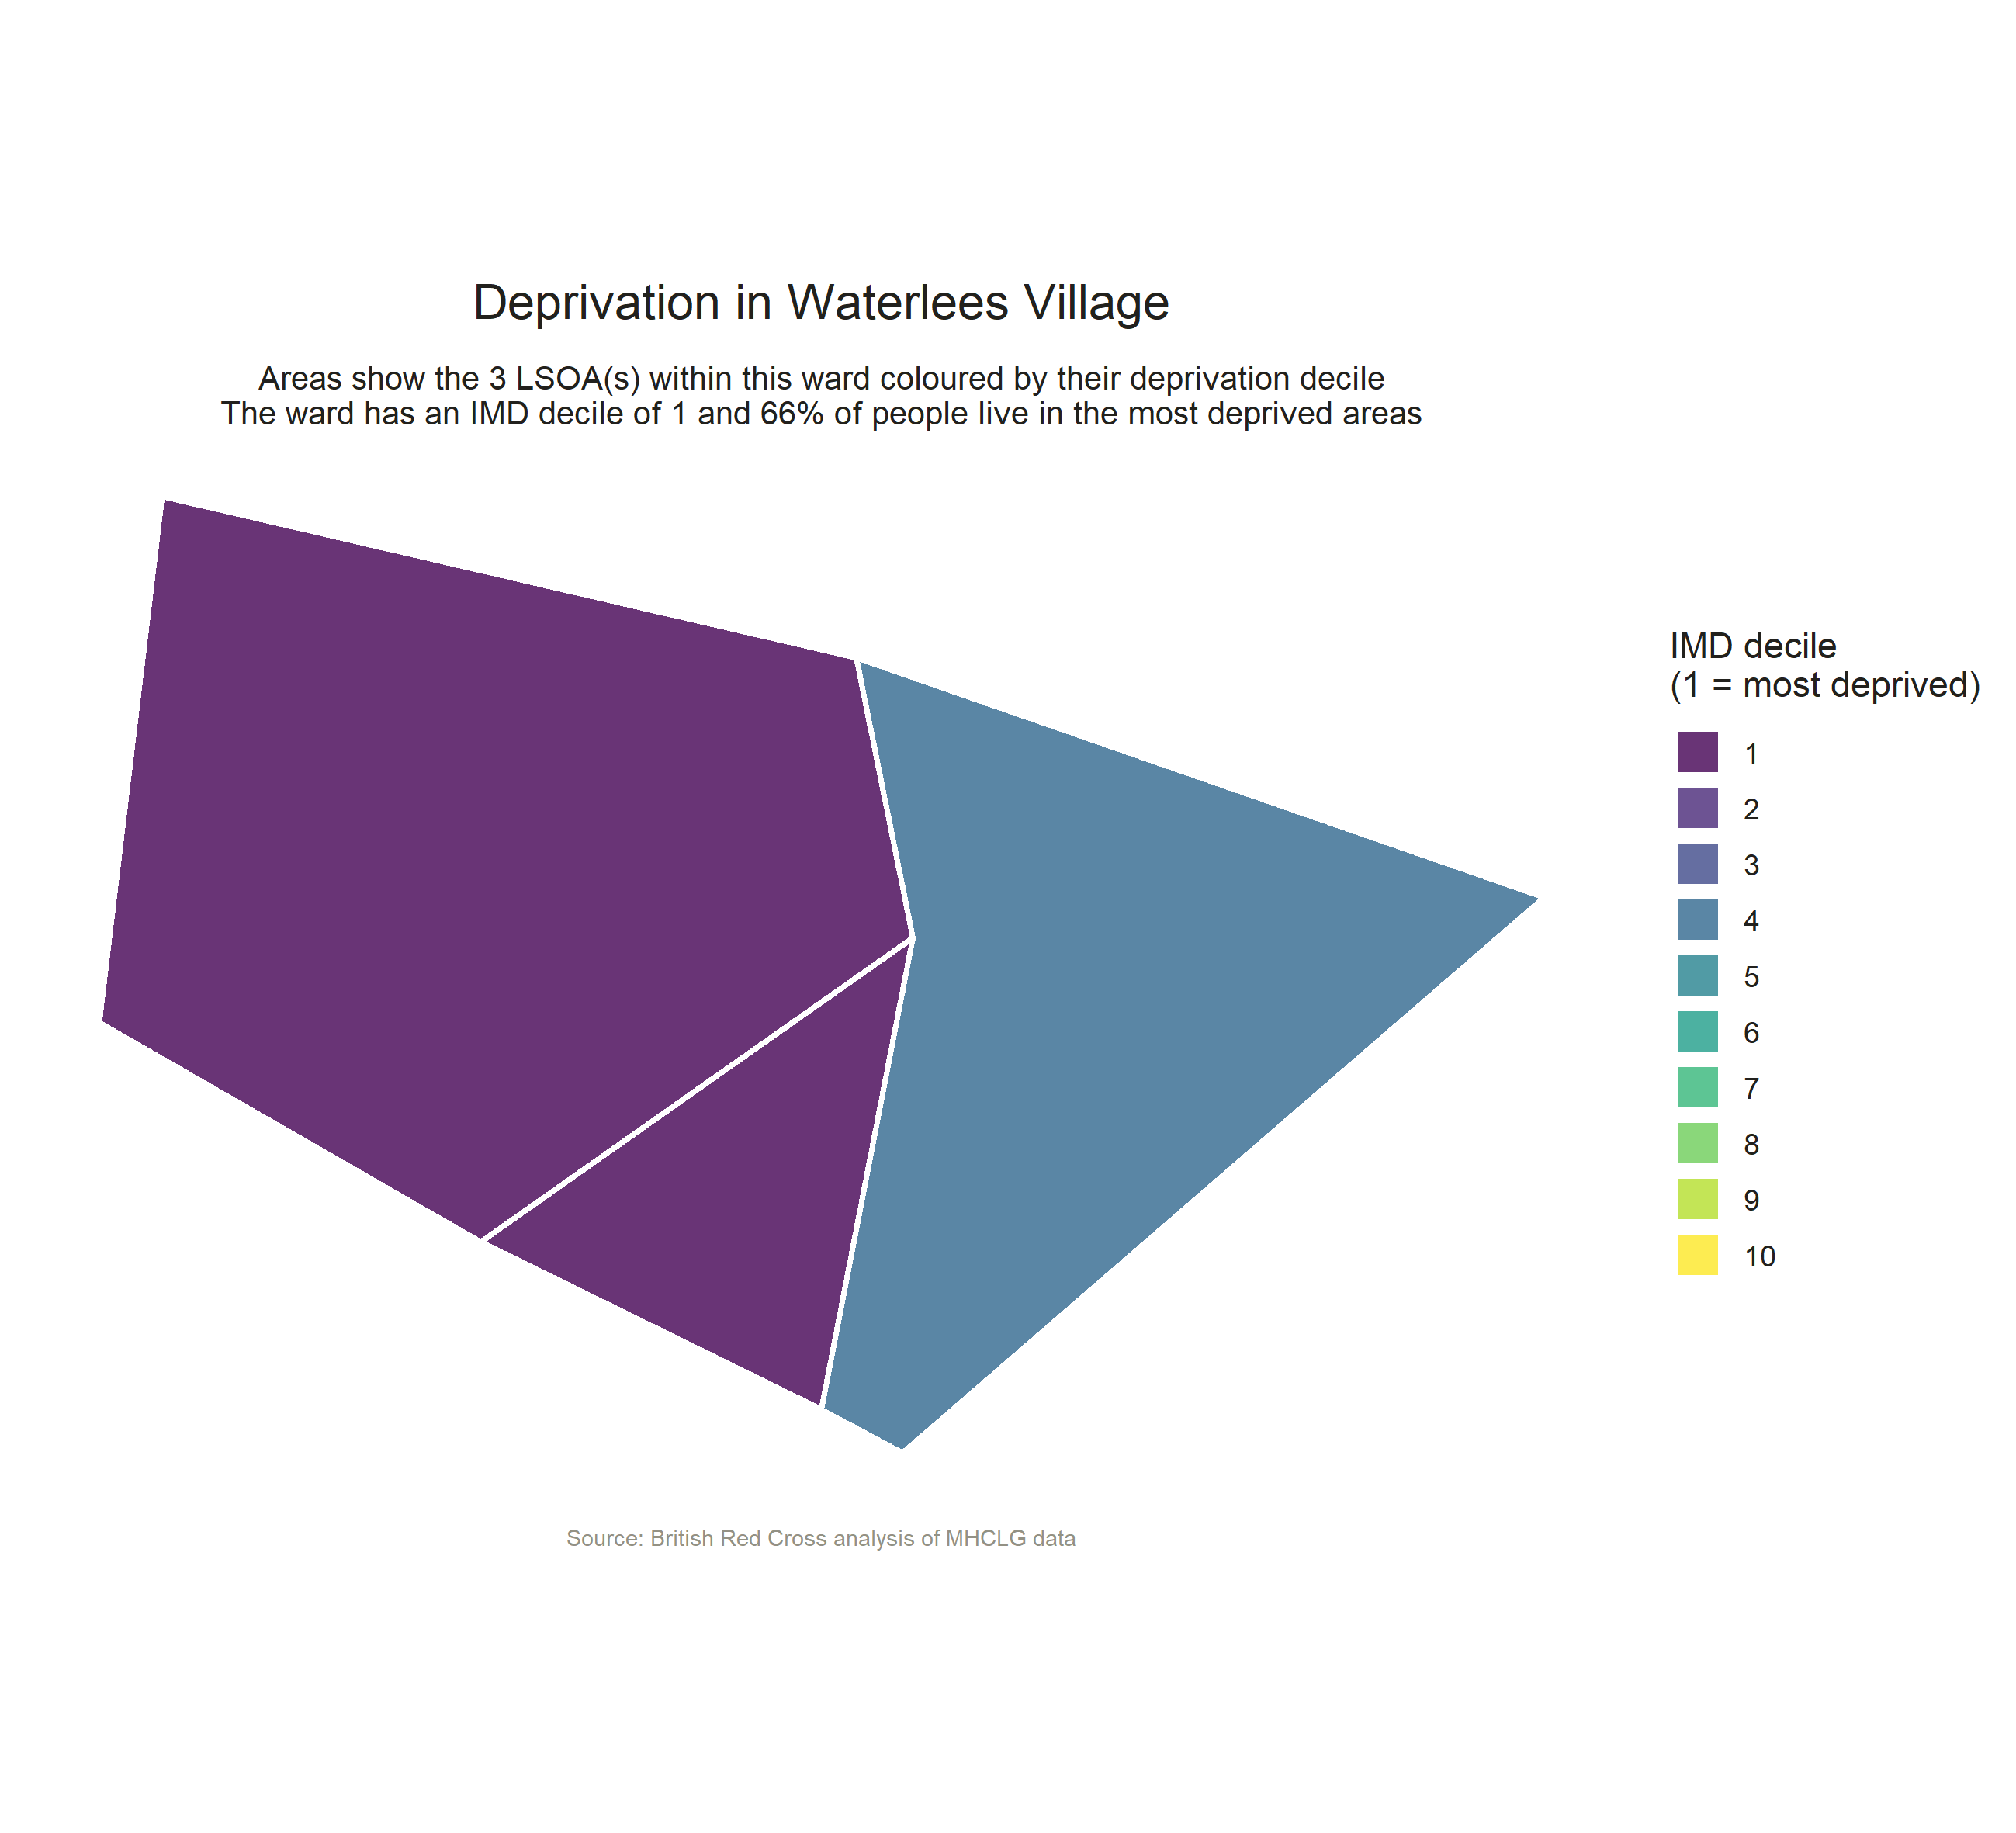 Deprivation in Waterlees Village
Areas show the 3 LSOA(s) within this ward coloured by their deprivation decile
The ward has an IMD decile of 1 and 66% of people live in the most deprived areas
IMD decile
(1 = most deprived)
1
2
3
4
5
6
7
8
9
10
Source: British Red Cross analysis of MHCLG data